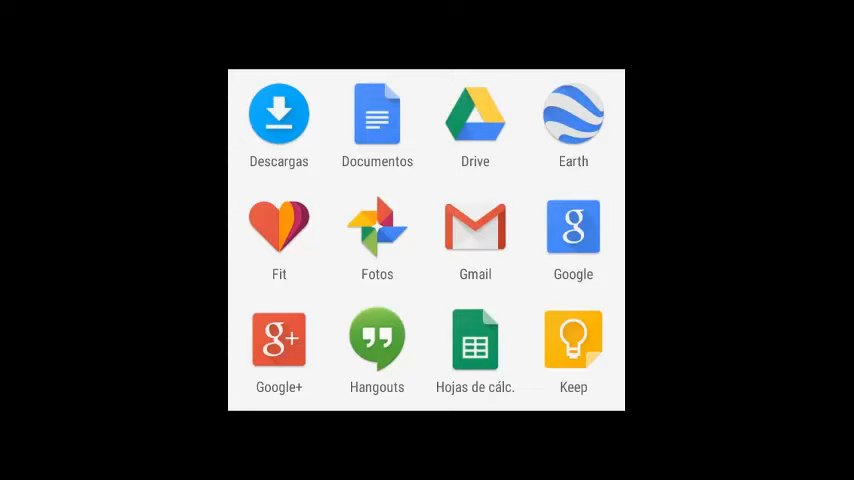 Descargas Documentos Drive Earth
Fit Fotos Gmail g Google
g+ Google+ Hangouts Hojas de cálc. Keep